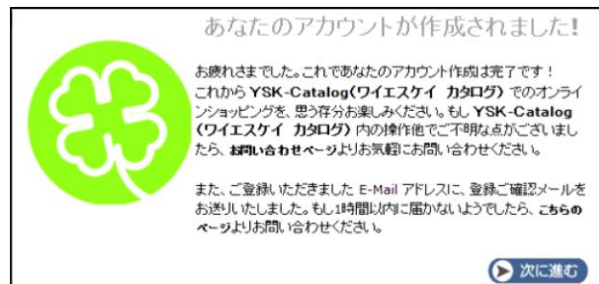 あなたのアカウントが作成されました!
お疲れさまでした。これであなたのアカウント作成は完了です！
これから YSK-Catalog(ワイエスケイ　カタログ) でのオンライ
ンショッピングを、思う存分お楽しみください。もし YSK-Catalog
(ワイエスケイ　カタログ) 内の操作他でご不明な点がございまし
たら、お問い合わせページよりお気軽にお問い合わせください。
また、ご登録いただきました E-Mail アドレスに、登録ご確認メールを
お送りいたしました。もし1時間以内に届かないようでしたら、こちらの
ページよりお問い合わせください。
次に進む